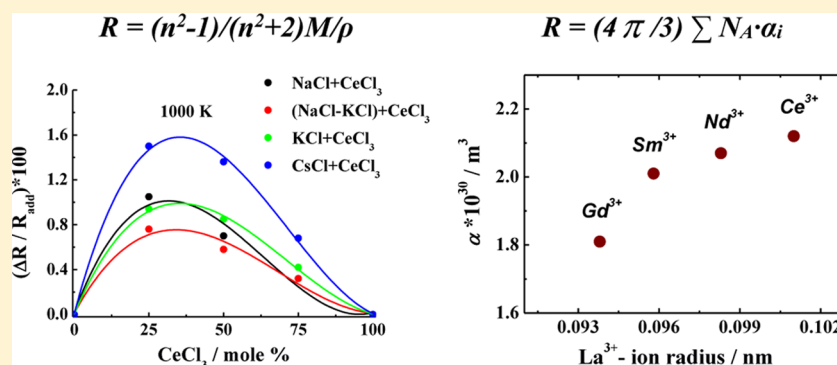 R = (n²-1)/(n²+2)M/ρ
R = (4 π /3) ∑ N_A·α_i
2.0
1.6
1.2
0.8
0.4
0.0
(ΔR / R_add)*100
1000 K
NaCl+CeCl₃
(NaCl-KCl)+CeCl₃
KCl+CeCl₃
CsCl+CeCl₃
0
25
50
75
100
CeCl₃ / mole %
2.2
2.0
1.8
1.6
α *10³⁰ / m³
Gd³⁺
Sm³⁺
Nd³⁺
Ce³⁺
0.093
0.096
0.099
0.102
La³⁺- ion radius / nm